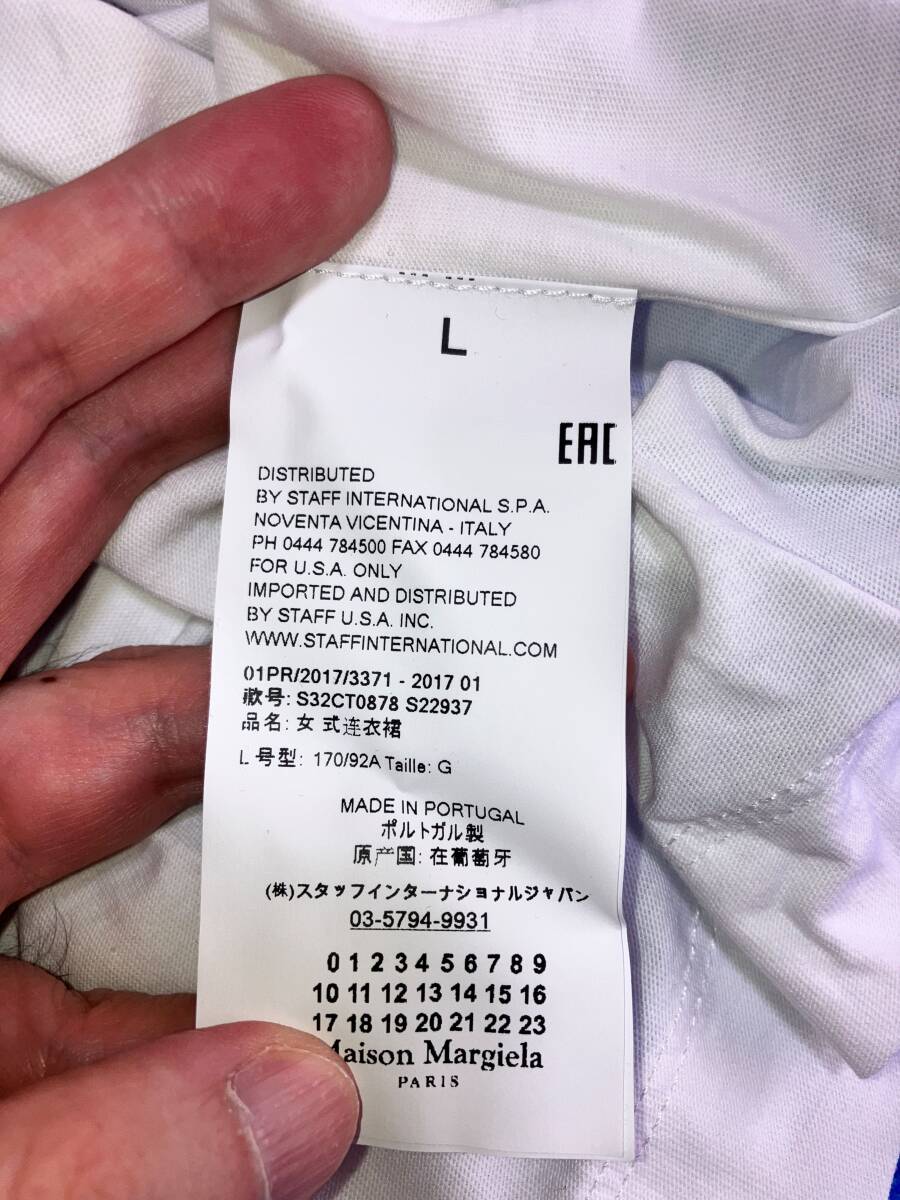 L
EAC
DISTRIBUTED
BY STAFF INTERNATIONAL S.P.A.
NOVENTA VICENTINA - ITALY
PH 0444 784500 FAX 0444 784580
FOR U.S.A. ONLY
IMPORTED AND DISTRIBUTED
BY STAFF U.S.A. INC.
WWW.STAFFINTERNATIONAL.COM
01PR/2017/3371 - 2017 01
款号: S32CT0878 S22937
品名: 女 式连衣裙
L 号型: 170/92A Taille: G
MADE IN PORTUGAL
ポルトガル製
原产国: 在葡萄牙
(株)スタッフインターナショナルジャパン
03-5794-9931
0 1 2 3 4 5 6 7 8 9
10 11 12 13 14 15 16
17 18 19 20 21 22 23
Maison Margiela
PARIS